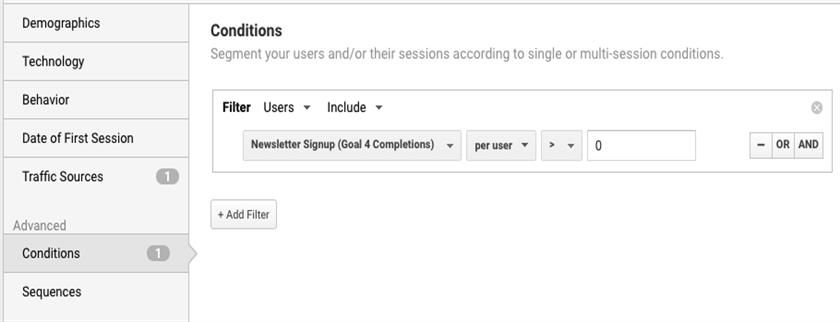 Demographics
Technology
Behavior
Date of First Session
Traffic Sources 1
Advanced
Conditions 1
Sequences
Conditions
Segment your users and/or their sessions according to single or multi-session conditions.
Filter Users Include
Newsletter Signup (Goal 4 Completions) per user > 0 – OR AND
+ Add Filter